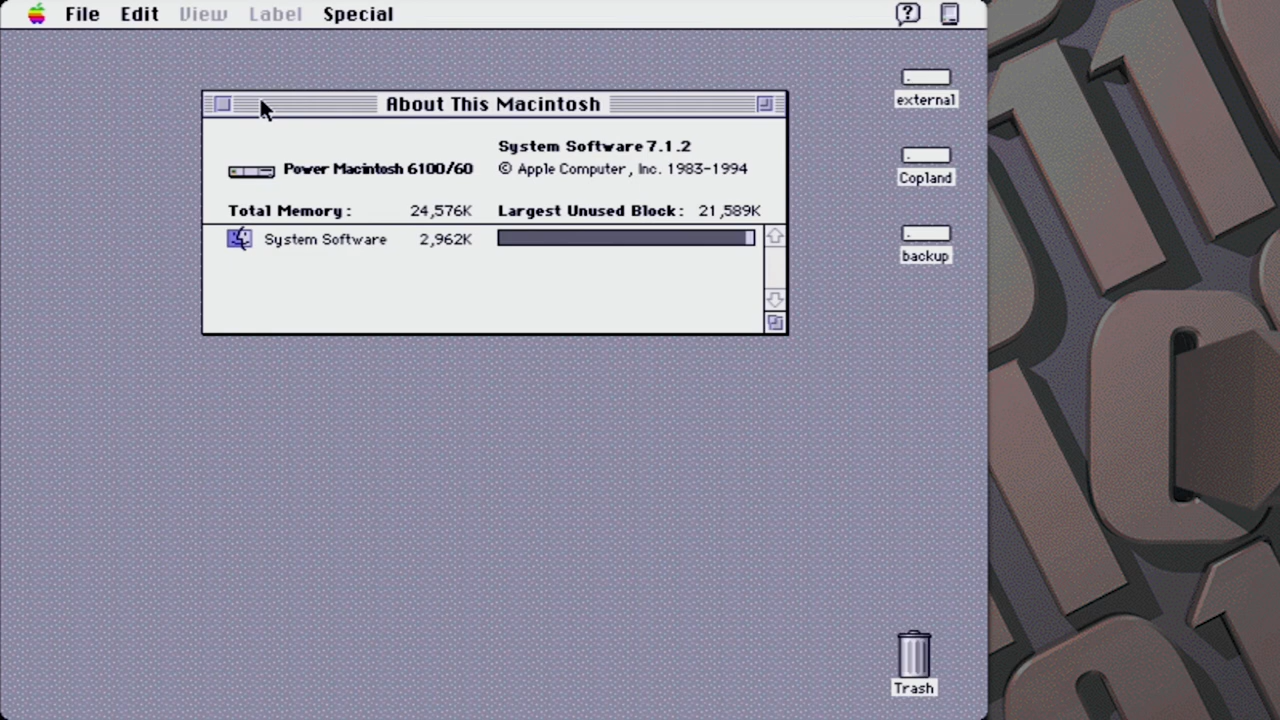 File Edit View Label Special
About This Macintosh
System Software 7.1.2
Power Macintosh 6100/60
© Apple Computer, Inc. 1983-1994
Total Memory: 24,576K
Largest Unused Block: 21,589K
System Software 2,962K
external
Copland
backup
Trash